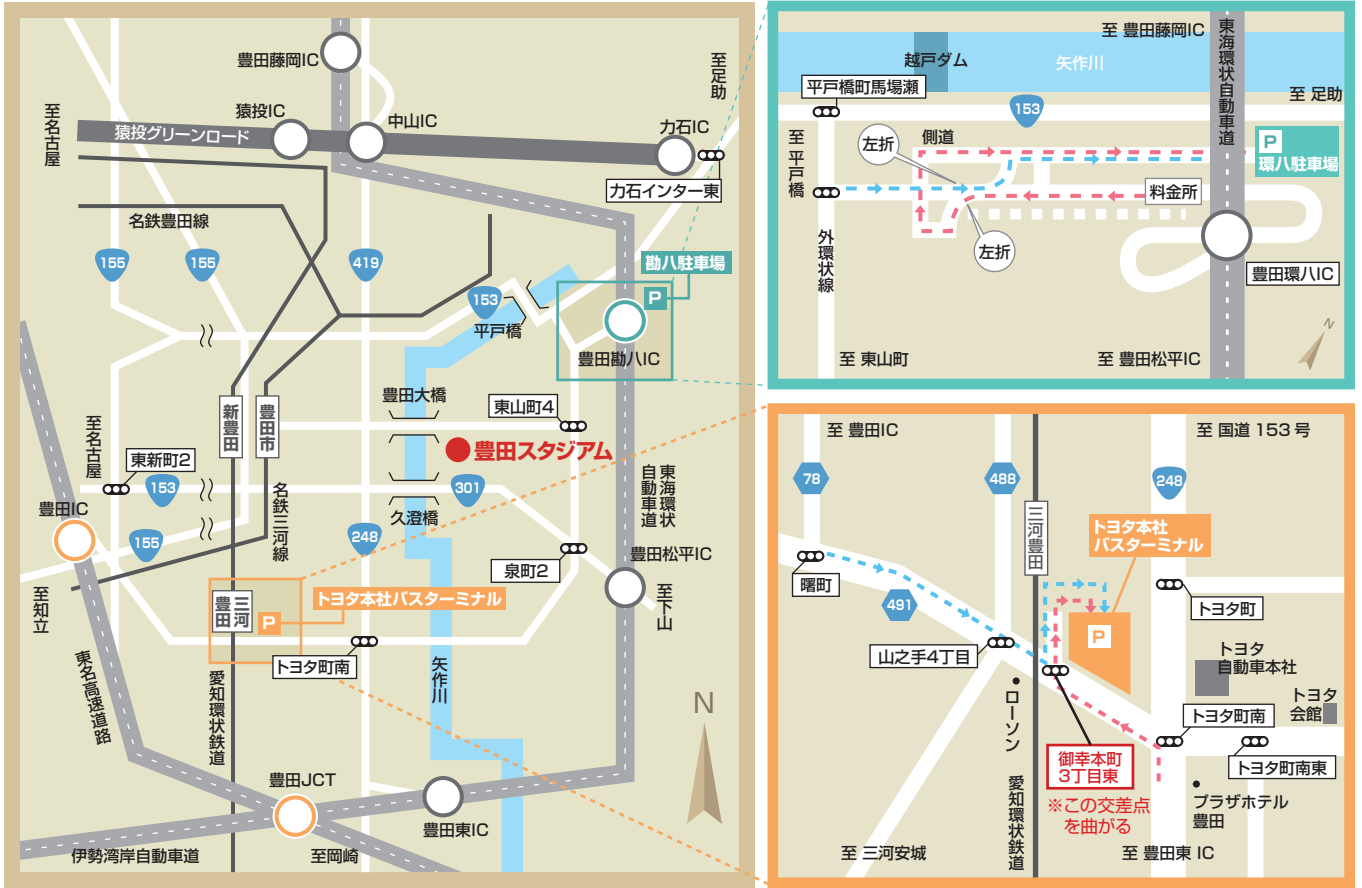 豊田藤岡IC
至足助
至名古屋
猿投IC
中山IC
力石IC
猿投グリーンロード
力石インター東
名鉄豊田線
155
155
419
勘八駐車場
P
153
平戸橋
豊田勘八IC
豊田大橋
東山町4
新豊田
豊田市
豊田スタジアム
至名古屋
東新町2
153
301
東海環状
自動車道
豊田IC
名鉄三河線
久澄橋
155
248
豊田松平IC
泉町2
至知立
三河
豊田
P
トヨタ本社バスターミナル
至下山
トヨタ町南
矢作川
東名高速道路
愛知環状鉄道
N
豊田JCT
豊田東IC
伊勢湾岸自動車道
至岡崎
至 豊田藤岡IC
東海環状自動車道
越戸ダム
矢作川
平戸橋町馬場瀬
至 足助
153
至 平戸橋
左折
側道
P
環八駐車場
料金所
外環状線
左折
豊田環八IC
N
至 東山町
至 豊田松平IC
至 豊田IC
至 国道 153 号
78
488
248
三河豊田
トヨタ本社
バスターミナル
曙町
491
トヨタ町
P
山之手4丁目
トヨタ
自動車本社
トヨタ
会館
ローソン
トヨタ町南
御幸本町
3丁目東
トヨタ町南東
※この交差点
を曲がる
プラザホテル
豊田
愛知環状鉄道
至 三河安城
至 豊田東 IC